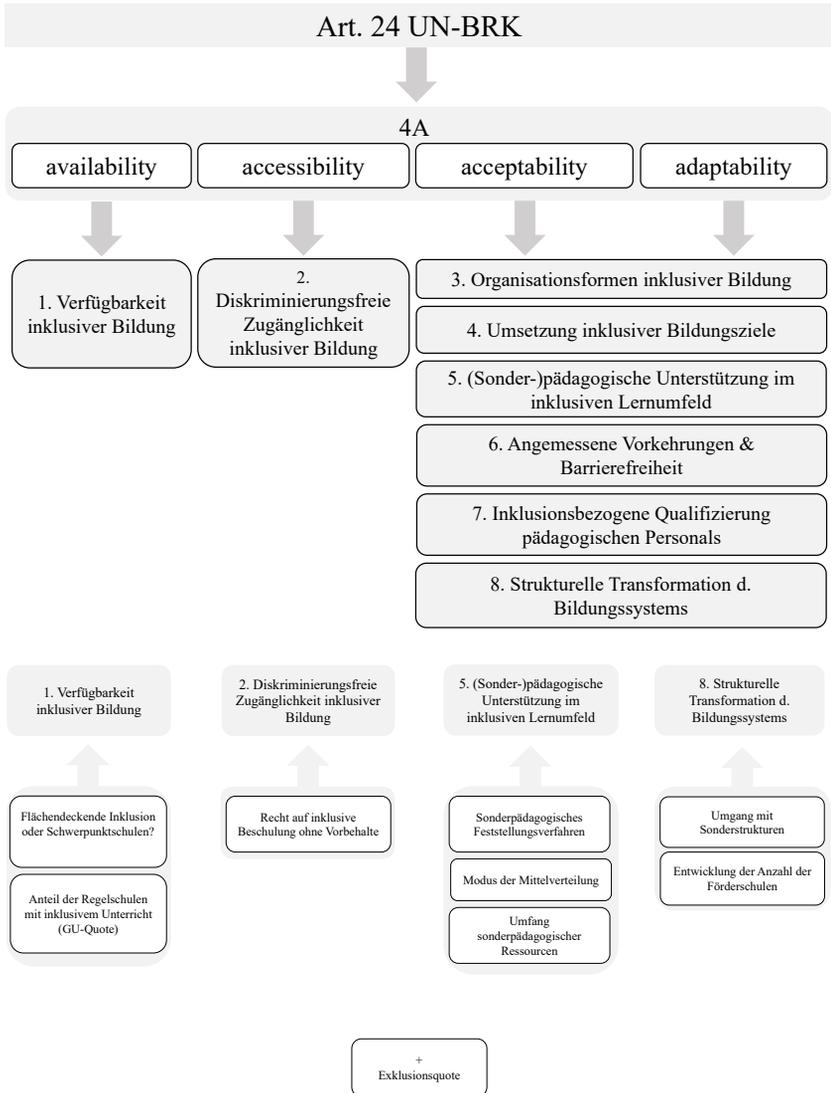 Art. 24 UN-BRK
4A
availability
accessibility
acceptability
adaptability
1. Verfügbarkeit
inklusiver Bildung
2.
Diskriminierungsfreie
Zugänglichkeit
inklusiver Bildung
3. Organisationsformen inklusiver Bildung
4. Umsetzung inklusiver Bildungsziele
5. (Sonder-)pädagogische Unterstützung im
inklusiven Lernumfeld
6. Angemessene Vorkehrungen &
Barrierefreiheit
7. Inklusionsbezogene Qualifizierung
pädagogischen Personals
8. Strukturelle Transformation d.
Bildungssystems
1. Verfügbarkeit
inklusiver Bildung
2. Diskriminierungsfreie
Zugänglichkeit inklusiver
Bildung
5. (Sonder-)pädagogische
Unterstützung im
inklusiven Lernumfeld
8. Strukturelle
Transformation d.
Bildungssystems
Flächendeckende Inklusion
oder Schwerpunktschulen?
Anteil der Regelschulen
mit inklusivem Unterricht
(GU-Quote)
Recht auf inklusive
Beschulung ohne Vorbehalte
Sonderpädagogisches
Feststellungsverfahren
Modus der Mittelverteilung
Umfang
sonderpädagogischer
Ressourcen
Umgang mit
Sonderstrukturen
Entwicklung der Anzahl der
Förderschulen
+
Exklusionsquote